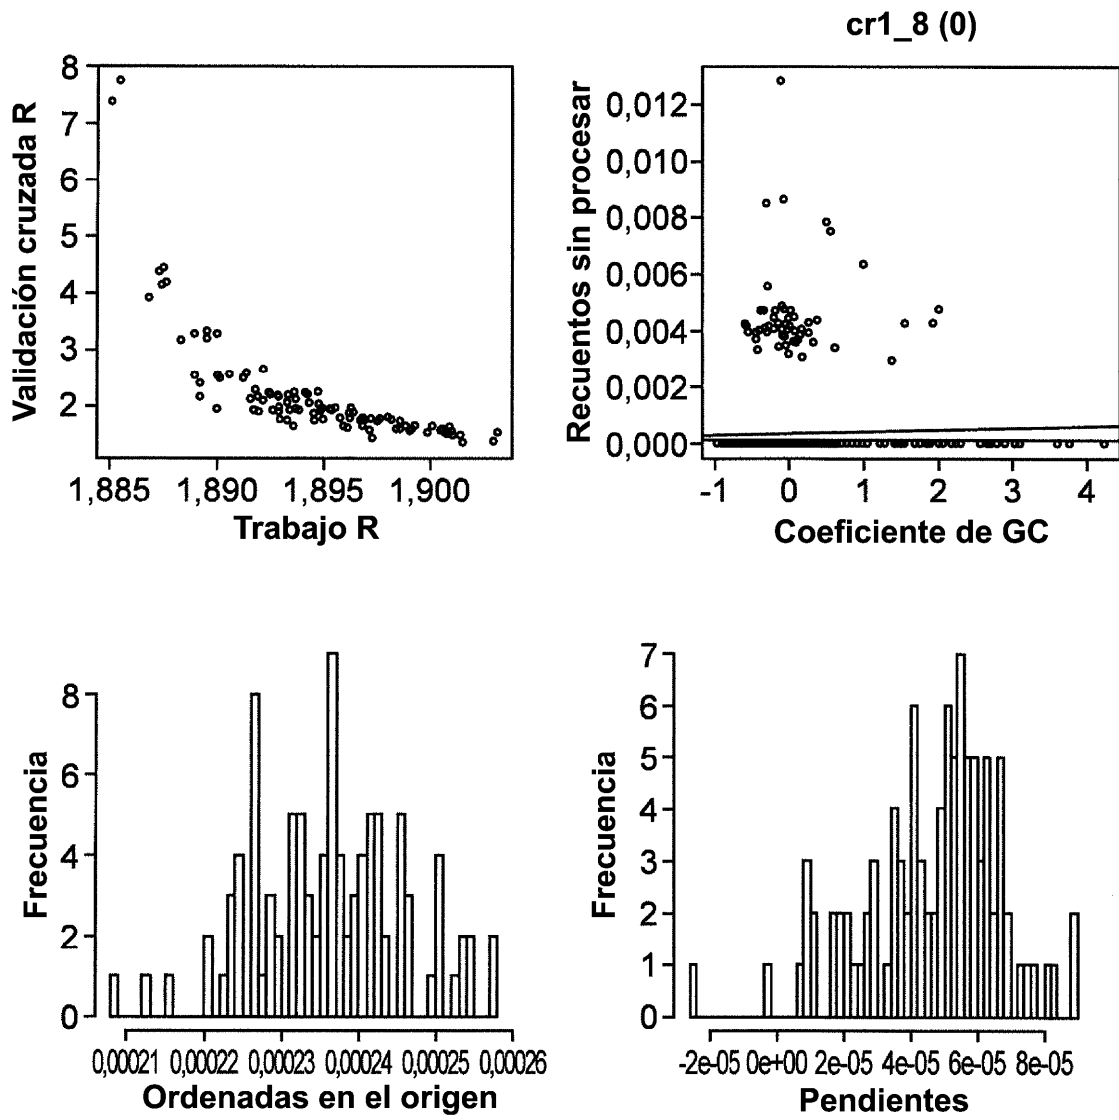 cr1_8 (0)
Validación cruzada R
8
7
6
5
4
3
2
1,885 1,890 1,895 1,900
Trabajo R
Recuentos sin procesar
0,012
0,010
0,008
0,006
0,004
0,002
0,000
-1 0 1 2 3 4
Coeficiente de GC
Frecuencia
8
6
4
2
0
0,00021 0,00022 0,00023 0,00024 0,00025 0,00026
Ordenadas en el origen
Frecuencia
7
6
5
4
3
2
1
0
-2e-05 0e+00 2e-05 4e-05 6e-05 8e-05
Pendientes